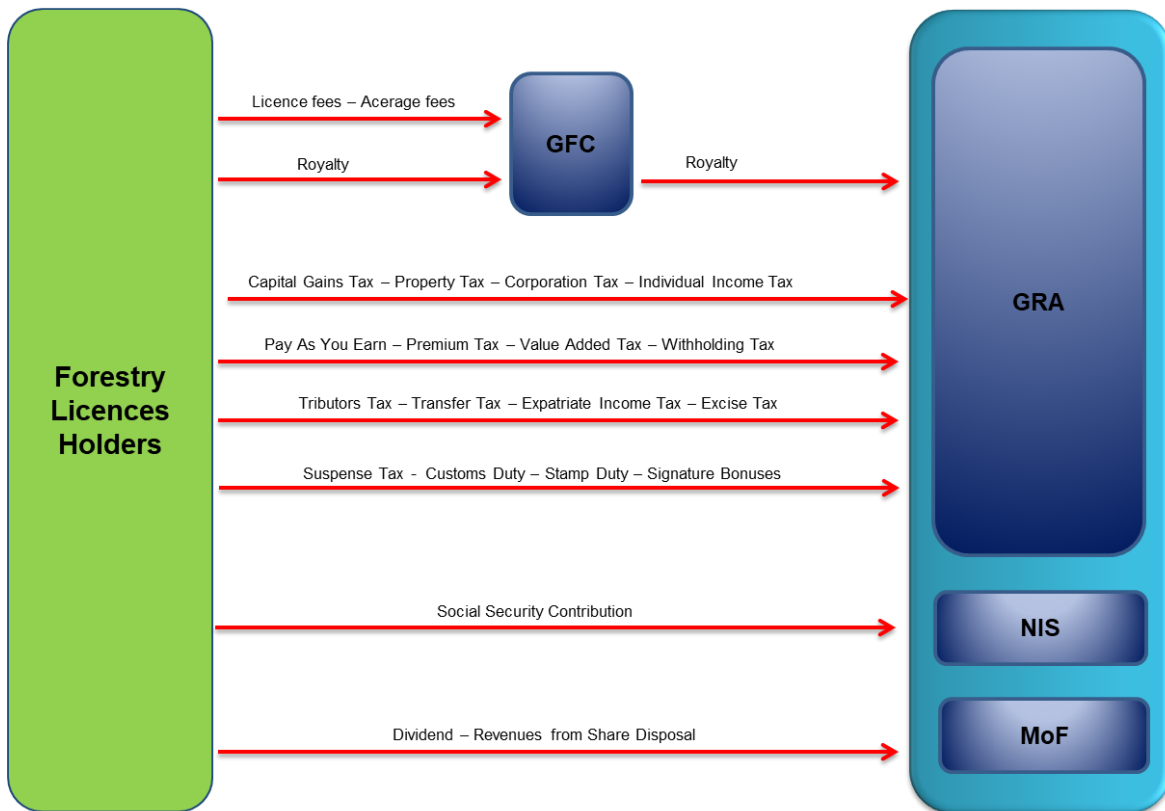 Licence fees – Acerage fees
GFC
Royalty
Royalty
Capital Gains Tax – Property Tax – Corporation Tax – Individual Income Tax
GRA
Pay As You Earn – Premium Tax – Value Added Tax – Withholding Tax
Forestry
Licences
Holders
Tributors Tax – Transfer Tax – Expatriate Income Tax – Excise Tax
Suspense Tax - Customs Duty – Stamp Duty – Signature Bonuses
Social Security Contribution
NIS
Dividend – Revenues from Share Disposal
MoF